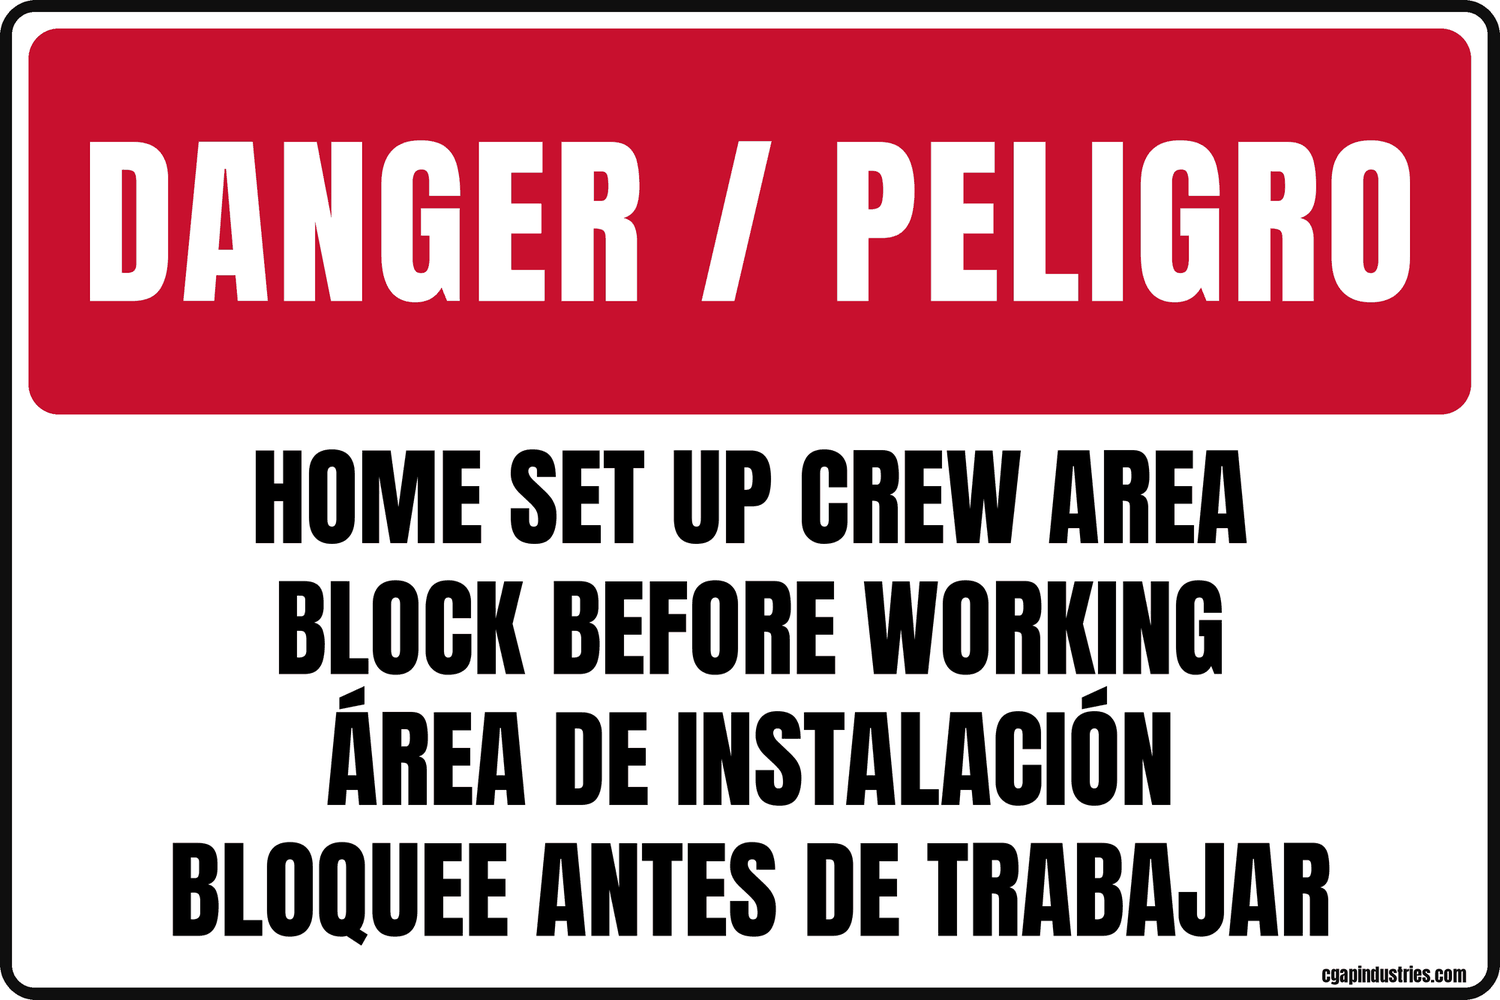 DANGER / PELIGRO
HOME SET UP CREW AREA
BLOCK BEFORE WORKING
ÁREA DE INSTALACIÓN
BLOQUEE ANTES DE TRABAJAR
cgapindustries.com